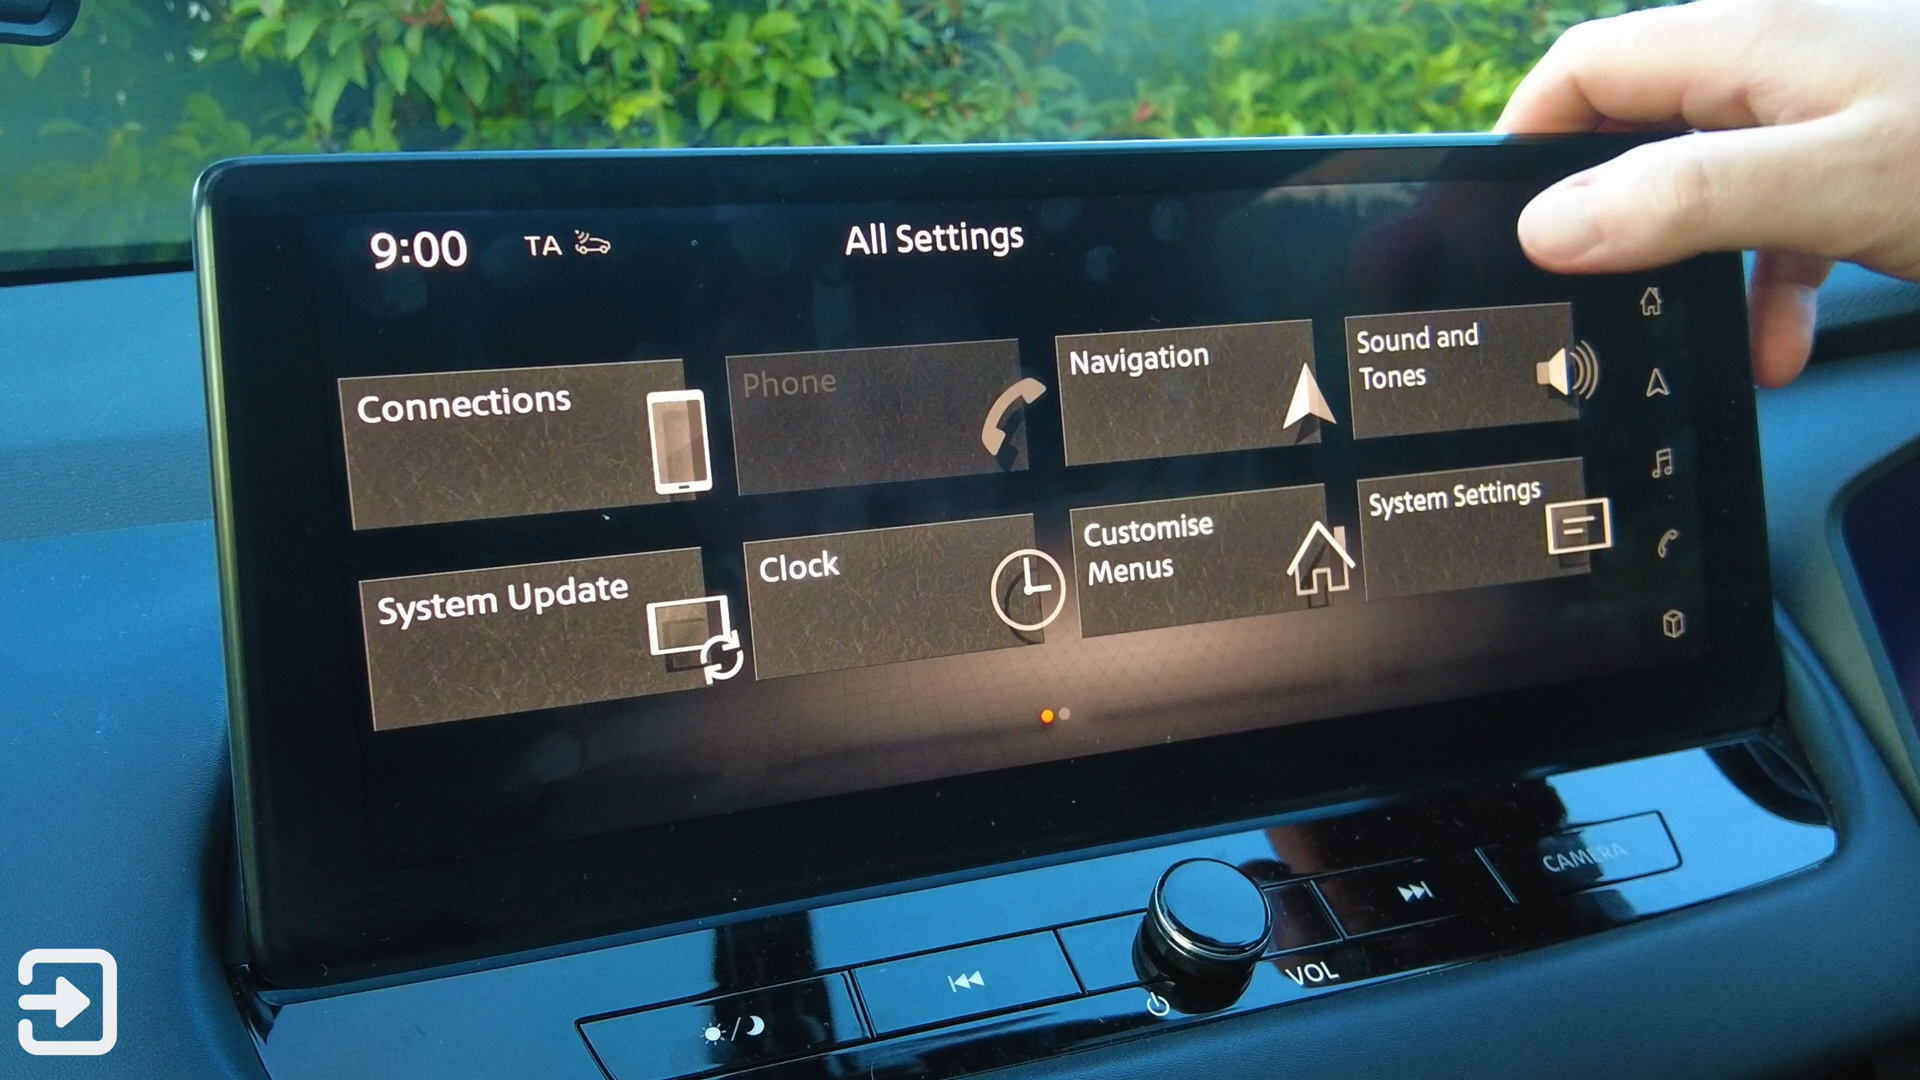 9:00 TA All Settings
Connections
Phone
Navigation
Sound and
Tones
System Update
Clock
Customise
Menus
System Settings
CAMERA
VOL